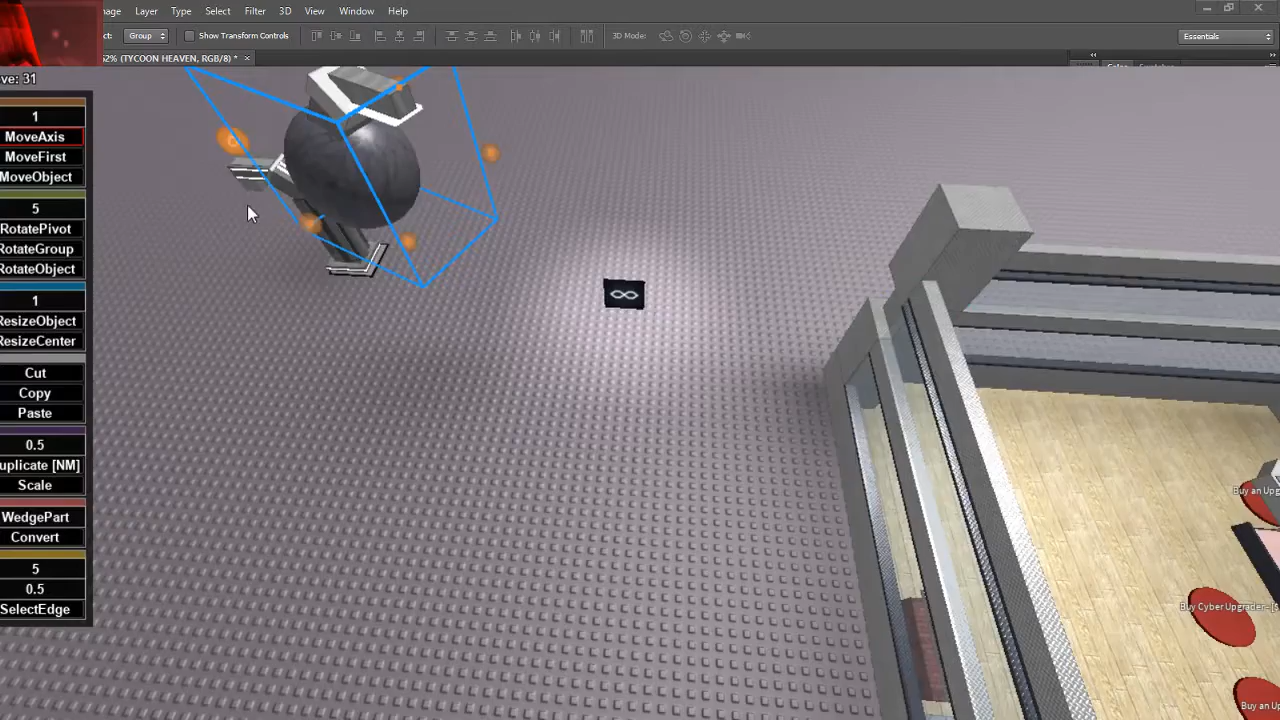 age Layer Type Select Filter 3D View Window Help
Group Show Transform Controls 3D Mode: Essentials
2% (TYCOON HEAVEN, RGB/8) * ×
ve: 31
1
MoveAxis
MoveFirst
MoveObject
5
RotatePivot
RotateGroup
RotateObject
1
ResizeObject
ResizeCenter
Cut
Copy
Paste
0.5
uplicate [NM]
Scale
WedgePart
Convert
5
0.5
SelectEdge
Buy an Upg
Buy Cyber Upgrader - [$
Buy an U